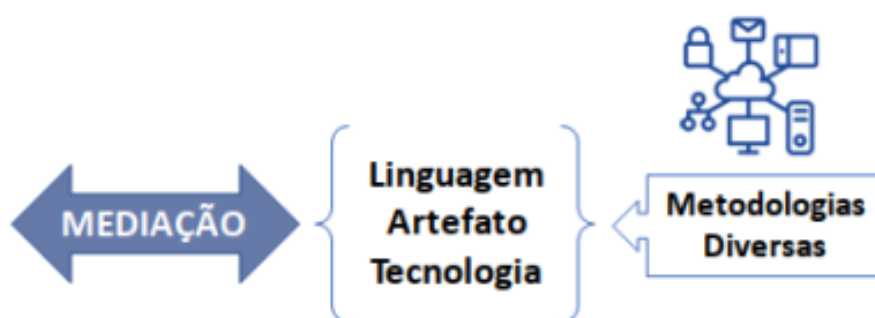 MEDIAÇÃO
Linguagem
Artefato
Tecnologia
Metodologias
Diversas